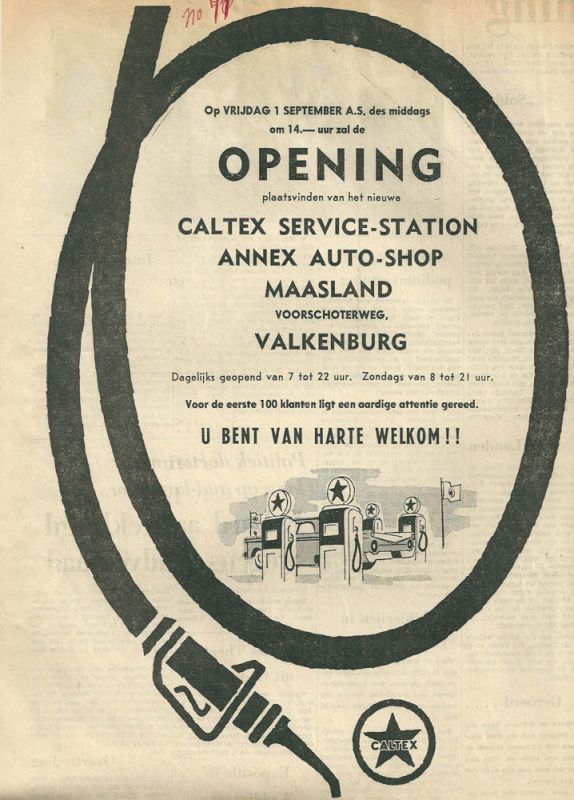 no
Op VRIJDAG 1 SEPTEMBER A.S. des middags
om 14.— uur zal de
OPENING
plaatsvinden van het nieuwe
CALTEX SERVICE-STATION
ANNEX AUTO-SHOP
MAASLAND
VOORSCHOTERWEG,
VALKENBURG
Dagelijks geopend van 7 tot 22 uur. Zondags van 8 tot 21 uur.
Voor de eerste 100 klanten ligt een aardige attentie gereed.
U BENT VAN HARTE WELKOM!!
CALTEX